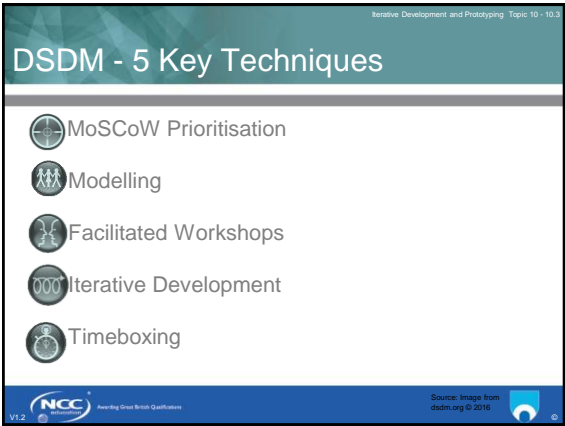 Iterative Development and Prototyping Topic 10 - 10.3
DSDM - 5 Key Techniques
MoSCoW Prioritisation
Modelling
Facilitated Workshops
Iterative Development
Timeboxing
V1.2
NCC
education
Awarding Great British Qualifications
Source: Image from
dsdm.org © 2016
©